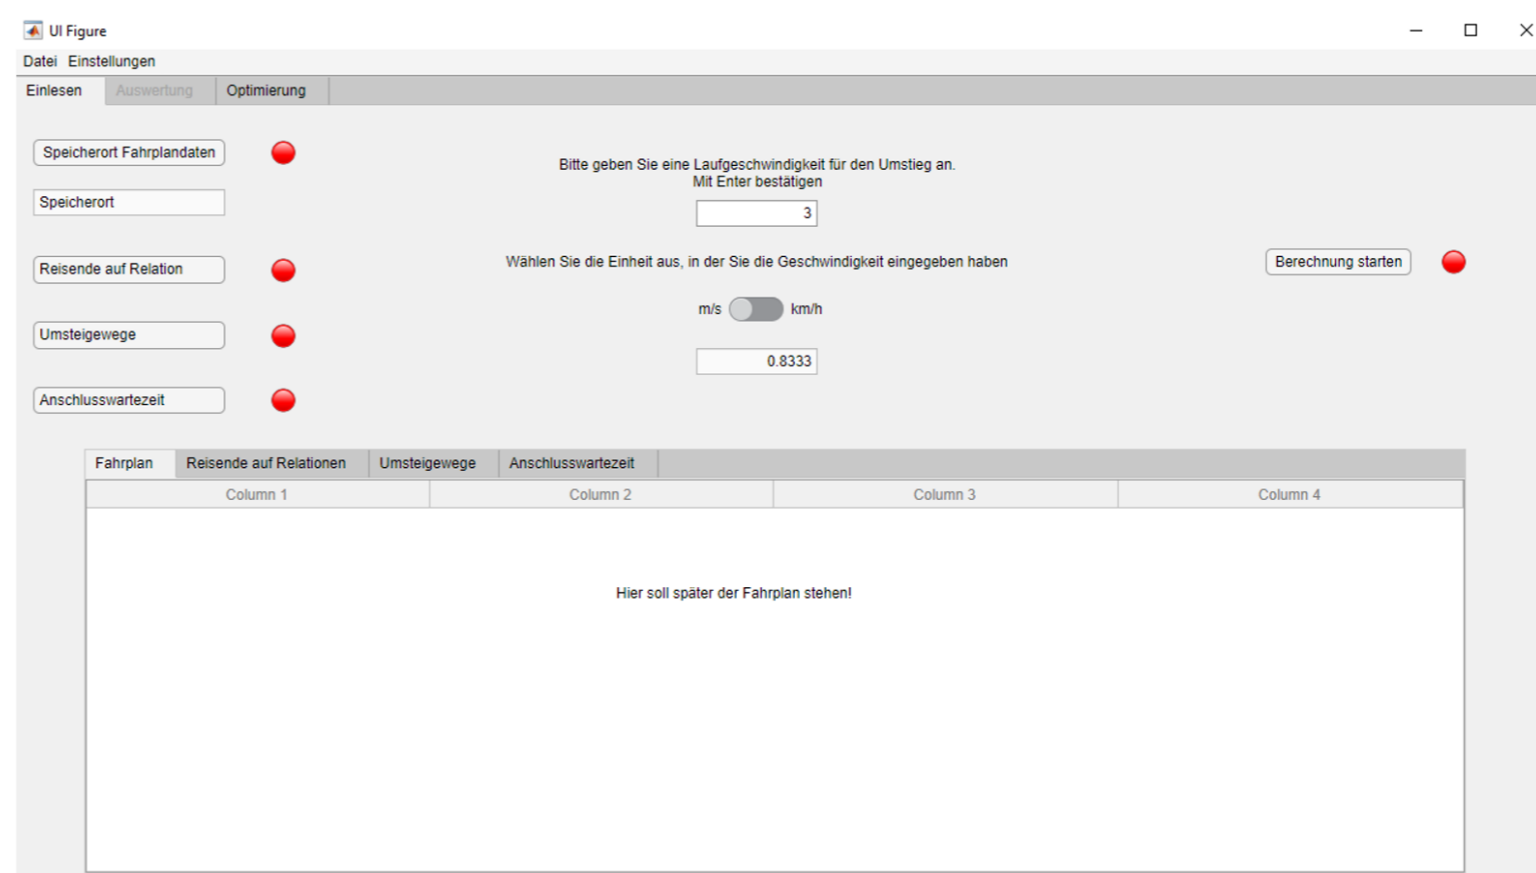 UI Figure
Datei Einstellungen
Einlesen Auswertung Optimierung
Speicherort Fahrplandaten
Speicherort
Reisende auf Relation
Umsteigewege
Anschlusswartezeit
Bitte geben Sie eine Laufgeschwindigkeit für den Umstieg an.
Mit Enter bestätigen
3
Wählen Sie die Einheit aus, in der Sie die Geschwindigkeit eingegeben haben
m/s km/h
0.8333
Berechnung starten
Fahrplan Reisende auf Relationen Umsteigewege Anschlusswartezeit
Column 1 Column 2 Column 3 Column 4
Hier soll später der Fahrplan stehen!